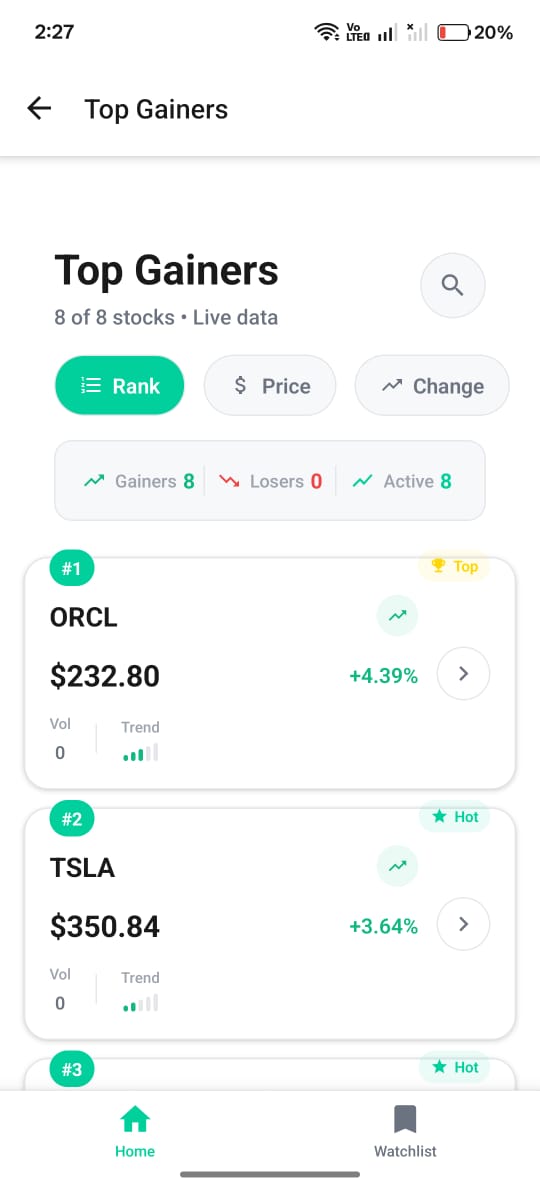 2:27
Vo LTE 20%
Top Gainers
Top Gainers
8 of 8 stocks • Live data
Rank $ Price Change
Gainers 8 Losers 0 Active 8
#1 Top
ORCL
$232.80 +4.39%
Vol Trend
0
#2 Hot
TSLA
$350.84 +3.64%
Vol Trend
0
#3 Hot
Home Watchlist